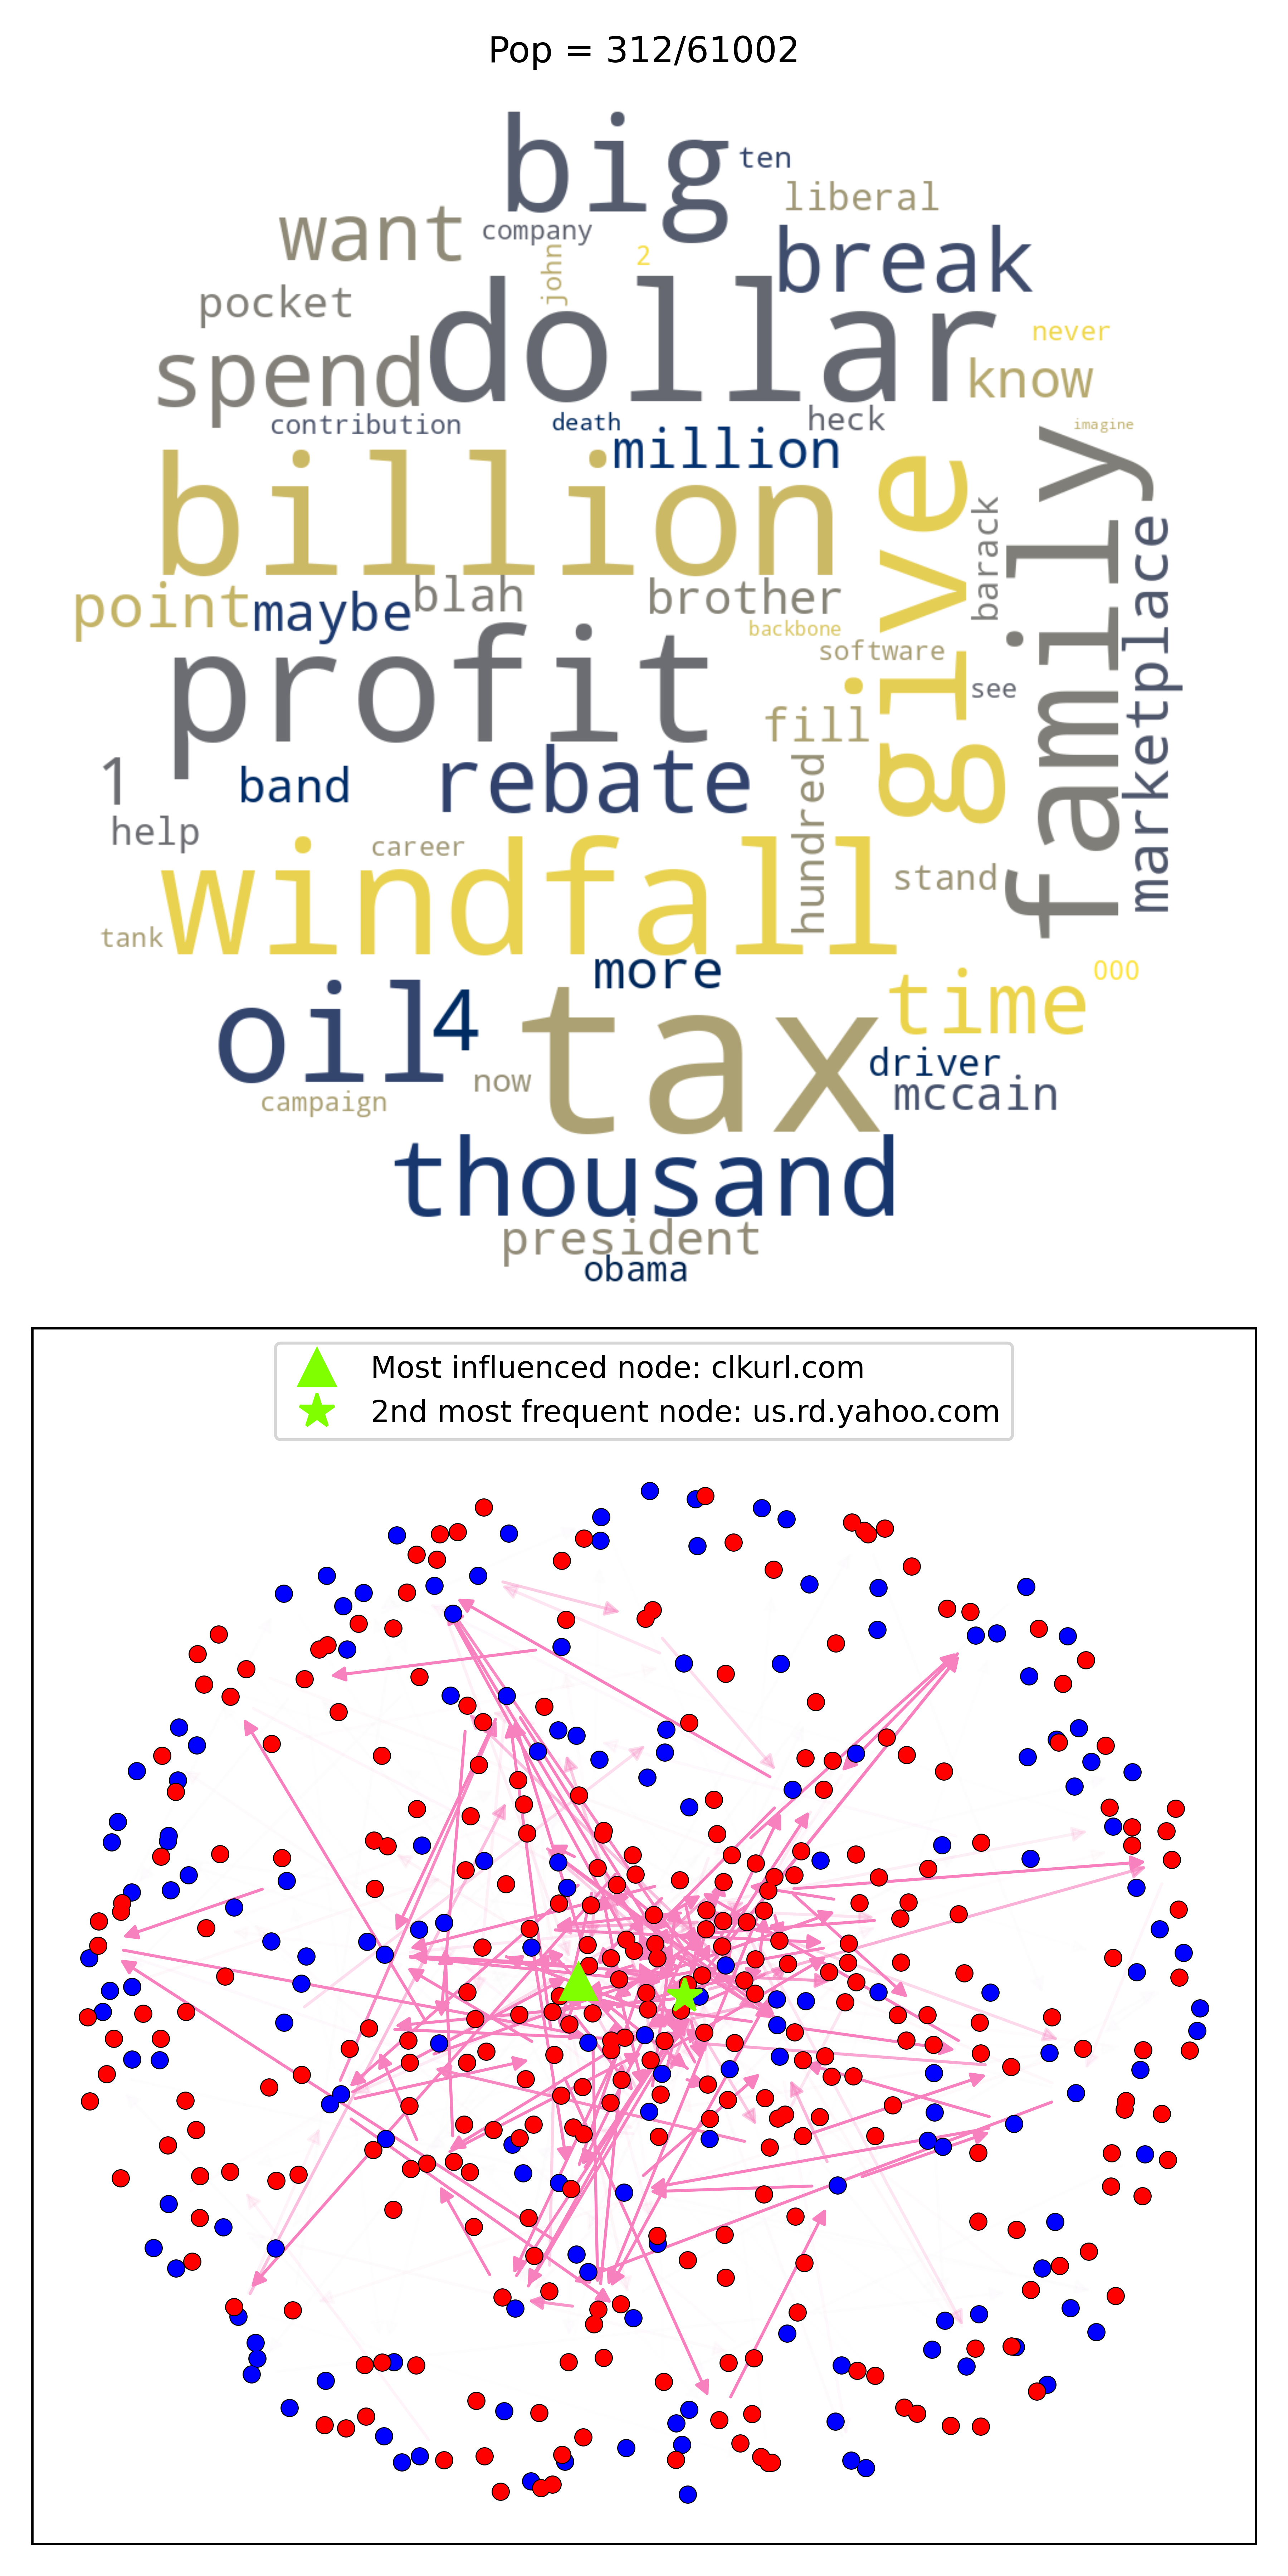 Pop = 312/61002
big
ten
liberal
want
company
break
john
2
pocket
dollar
never
spend
know
contribution
death
heck
imagine
million
billion
give
family
barack
marketplace
point
maybe
blah
brother
backbone
software
profit
see
fill
1
band
rebate
hundred
help
career
windfall
stand
tank
more
000
oil
4
tax
time
now
driver
campaign
mccain
thousand
president
obama
Most influenced node: clkurl.com
2nd most frequent node: us.rd.yahoo.com